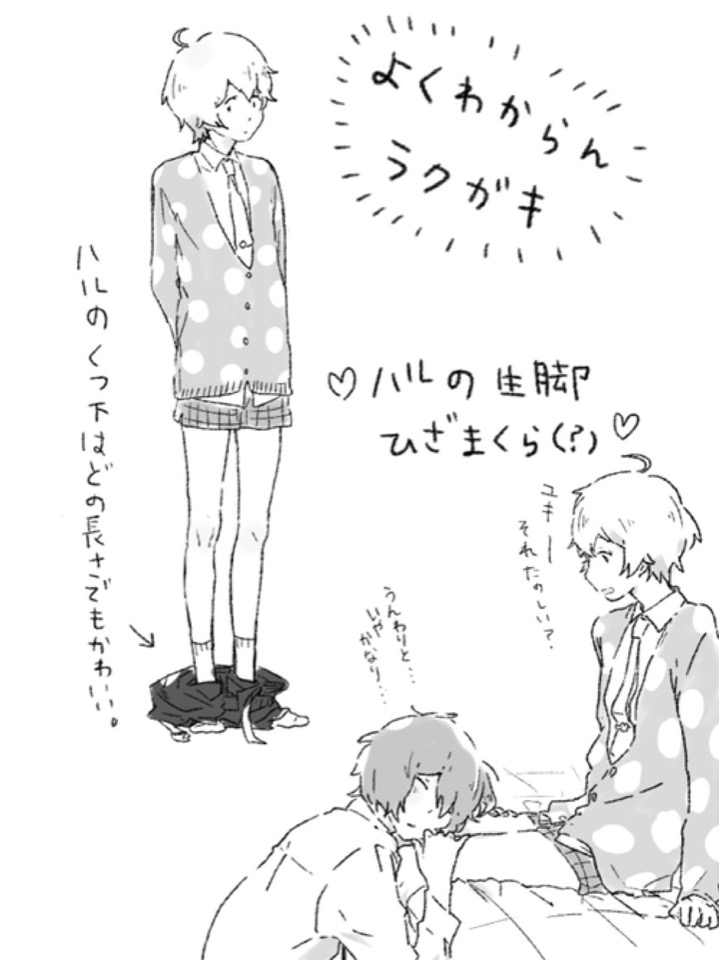 よくわからん
ラクガキ
ハルのくつ下はどの長さでもかわいい。
♡ハルの生脚
ひざまくら(?)♡
ユキー
それたのしい?
うんわりと…
いやかなり…